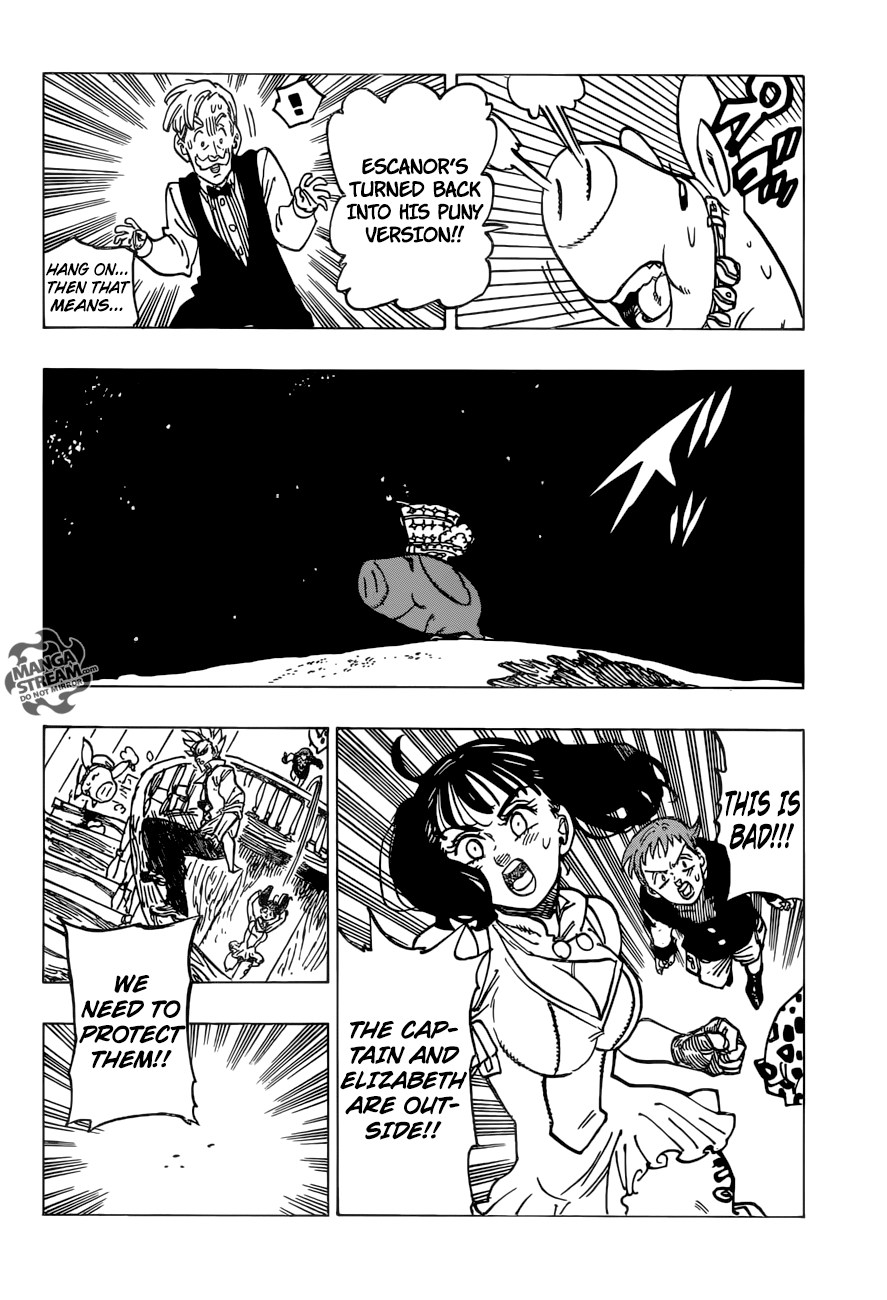 ESCANOR'S
TURNED BACK
INTO HIS PUNY
VERSION!!
!
HANG ON...
THEN THAT
MEANS...
MANGA
STREAM.com
DO NOT MIRROR
THIS IS
BAD!!!
THE CAP-
TAIN AND
ELIZABETH
ARE OUT-
SIDE!!
WE
NEED TO
PROTECT
THEM!!